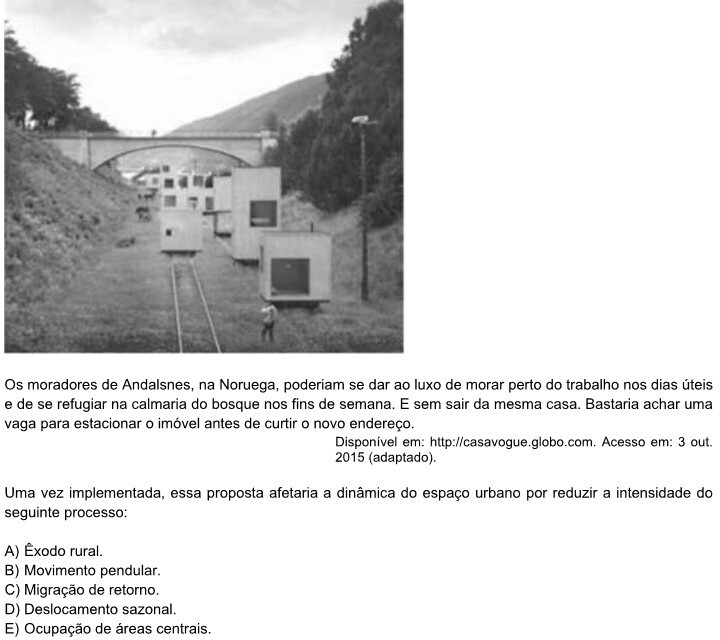 Os moradores de Andalsnes, na Noruega, poderiam se dar ao luxo de morar perto do trabalho nos dias úteis
e de se refugiar na calmaria do bosque nos fins de semana. E sem sair da mesma casa. Bastaria achar uma
vaga para estacionar o imóvel antes de curtir o novo endereço.
Disponível em: http://casavogue.globo.com. Acesso em: 3 out.
2015 (adaptado).
Uma vez implementada, essa proposta afetaria a dinâmica do espaço urbano por reduzir a intensidade do
seguinte processo:
A) Êxodo rural.
B) Movimento pendular.
C) Migração de retorno.
D) Deslocamento sazonal.
E) Ocupação de áreas centrais.